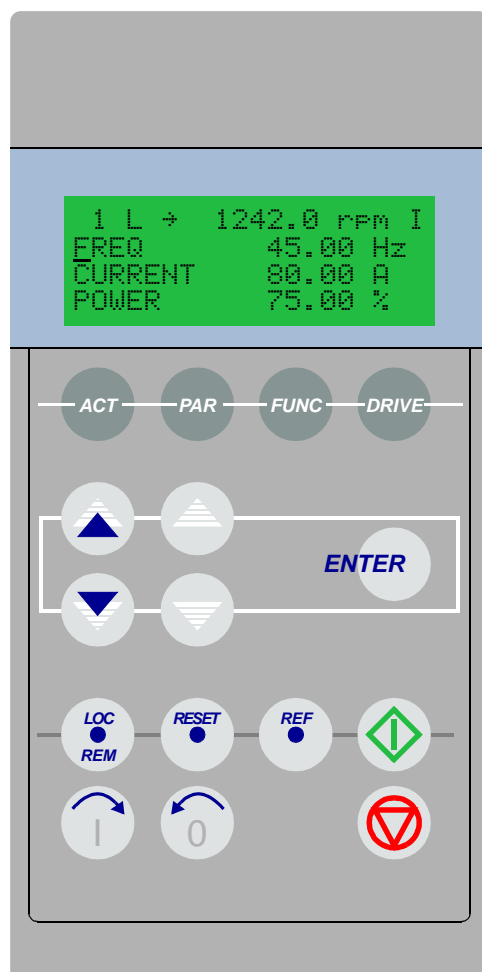 1 L → 1242.0 rpm I
FREQ 45.00 Hz
CURRENT 80.00 A
POWER 75.00 %
ACT PAR FUNC DRIVE
ENTER
LOC RESET REF
REM
I 0